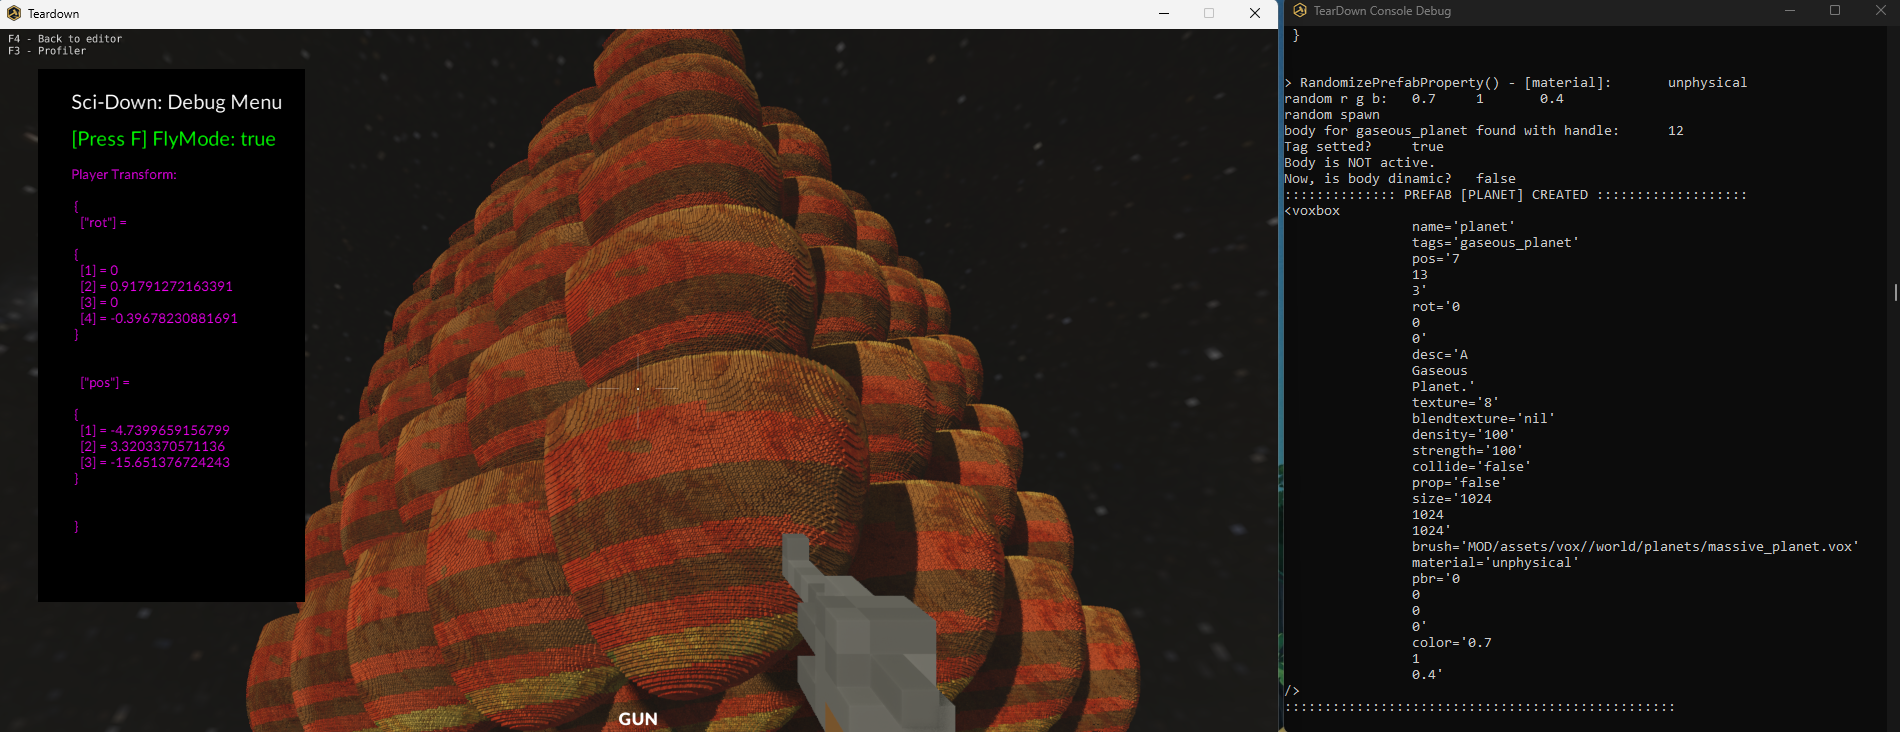 Teardown
F4 - Back to editor
F3 - Profiler
Sci-Down: Debug Menu
[Press F] FlyMode: true
Player Transform:
{
["rot"] =
{
[1] = 0
[2] = 0.91791272163391
[3] = 0
[4] = -0.39678230881691
}
["pos"] =
{
[1] = -4.7399659156799
[2] = 3.3203370571136
[3] = -15.651376724243
}
}
GUN
TearDown Console Debug
}
> RandomizePrefabProperty() - [material]: unphysical
random r g b: 0.7 1 0.4
random spawn
body for gaseous_planet found with handle: 12
Tag setted? true
Body is NOT active.
Now, is body dinamic? false
:::::::::::::: PREFAB [PLANET] CREATED :::::::::::::::::::
<voxbox
name='planet'
tags='gaseous_planet'
pos='7
13
3'
rot='0
0
0'
desc='A
Gaseous
Planet.'
texture='8'
blendtexture='nil'
density='100'
strength='100'
collide='false'
prop='false'
size='1024
1024
1024'
brush='MOD/assets/vox//world/planets/massive_planet.vox'
material='unphysical'
pbr='0
0
0
0'
color='0.7
1
0.4'
/>
:::::::::::::::::::::::::::::::::::::::::::::::::